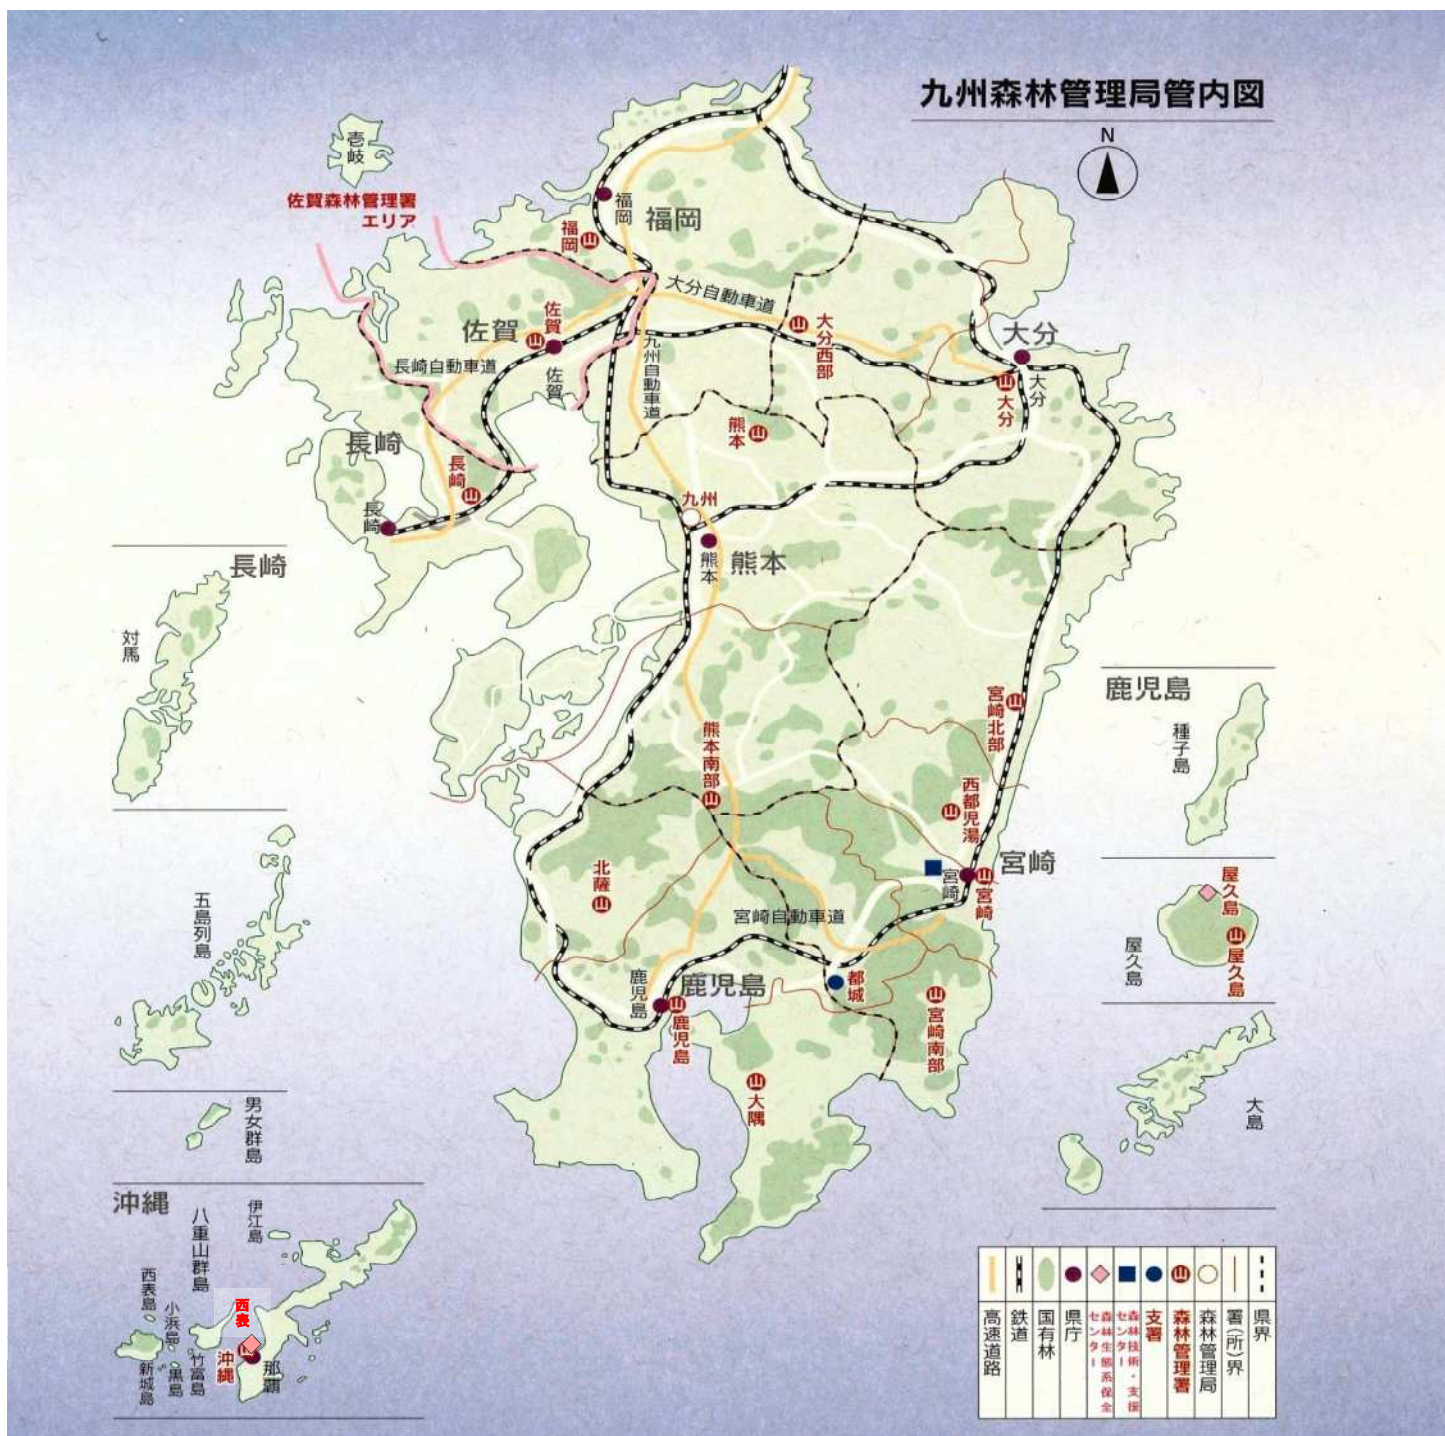 九州森林管理局管内図
N
壱岐
佐賀森林管理署
エリア
福岡
福岡
福岡
大分自動車道
佐賀
佐賀
佐賀
大分西部
大分
大分
大分
長崎自動車道
九州自動車道
熊本
長崎
長崎
長崎
九州
熊本
熊本
長崎
対馬
五島列島
男女群島
宮崎北部
熊本南部
西都児湯
宮崎
宮崎
宮崎
北薩
宮崎自動車道
都城
鹿児島
鹿児島
鹿児島
宮崎南部
大隅
鹿児島
種子島
屋久島
屋久島
屋久島
大島
沖縄
伊江島
八重山群島
西表島
小浜島
西表
沖縄
那覇
竹富島
黒島
新城島
県界
署(所)界
森林管理局
森林管理署
支署
森林技術・支援
センター
森林生態系保全
センター
県庁
国有林
鉄道
高速道路